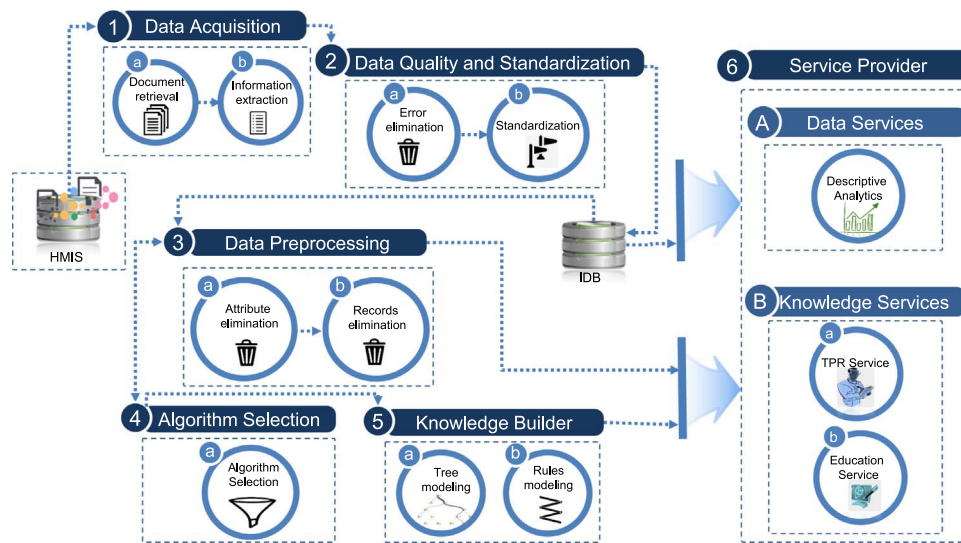 1 Data Acquisition
a
Document
retrieval
b
Information
extraction
2 Data Quality and Standardization
a
Error
elimination
b
Standardization
HMIS
IDB
3 Data Preprocessing
a
Attribute
elimination
b
Records
elimination
4 Algorithm Selection
a
Algorithm
Selection
5 Knowledge Builder
a
Tree
modeling
b
Rules
modeling
6 Service Provider
A Data Services
Descriptive
Analytics
B Knowledge Services
a
TPR Service
b
Education
Service